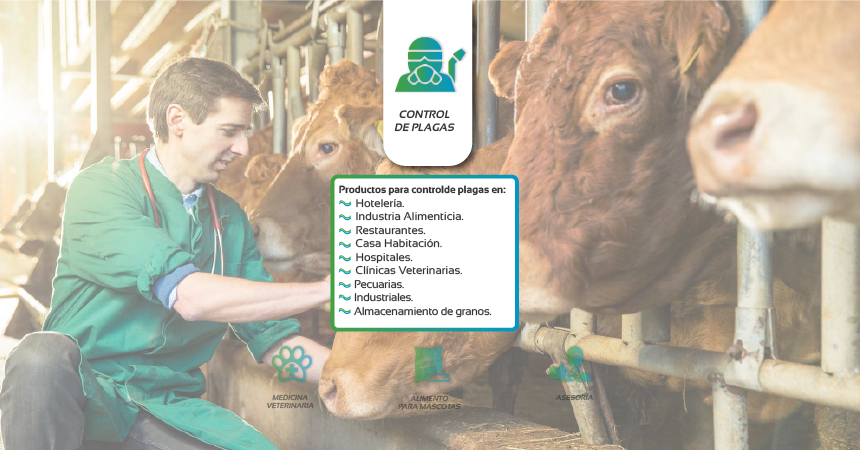 CONTROL
DE PLAGAS
Productos para controlde plagas en:
Hotelería.
Industria Alimenticia.
Restaurantes.
Casa Habitación.
Hospitales.
Clínicas Veterinarias.
Pecuarias.
Industriales.
Almacenamiento de granos.
MEDICINA
VETERINARIA
ALIMENTO
PARA MASCOTAS
ASESORÍA